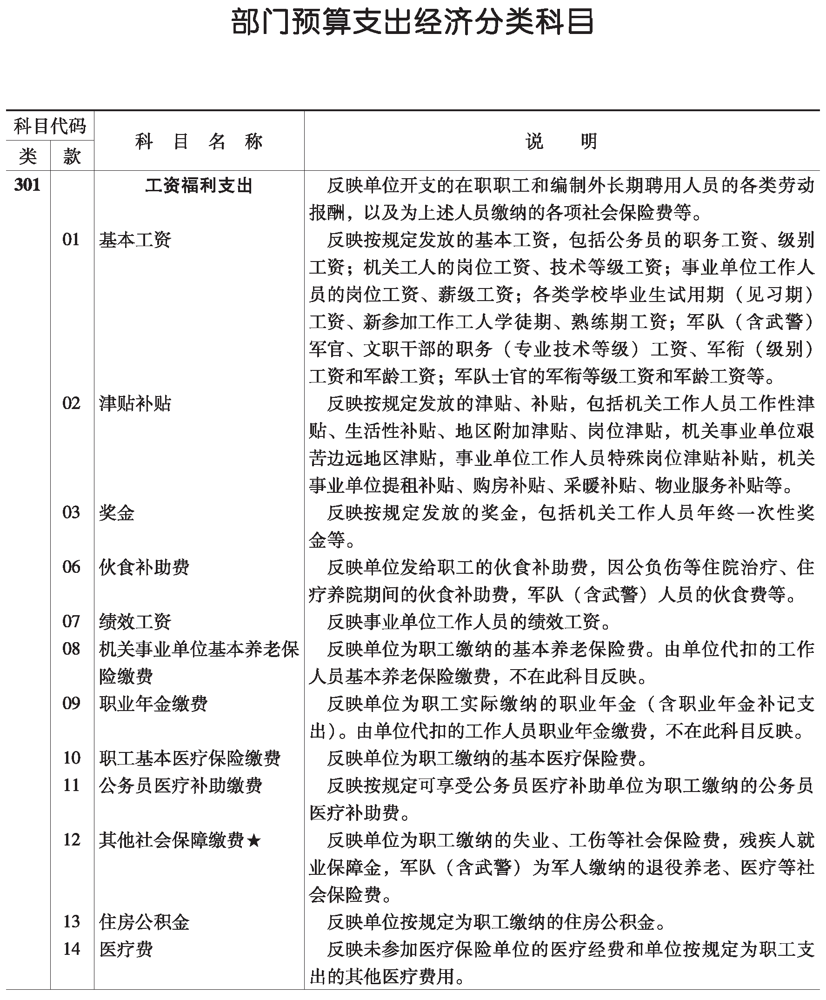 部门预算支出经济分类科目
科目代码
科 目 名 称
说 明
类 款
301 工资福利支出 反映单位开支的在职职工和编制外长期聘用人员的各类劳动
报酬，以及为上述人员缴纳的各项社会保险费等。
01 基本工资 反映按规定发放的基本工资，包括公务员的职务工资、级别
工资；机关工人的岗位工资、技术等级工资；事业单位工作人
员的岗位工资、薪级工资；各类学校毕业生试用期（见习期）
工资、新参加工作工人学徒期、熟练期工资；军队（含武警）
军官、文职干部的职务（专业技术等级）工资、军衔（级别）
工资和军龄工资；军队士官的军衔等级工资和军龄工资等。
02 津贴补贴 反映按规定发放的津贴、补贴，包括机关工作人员工作性津
贴、生活性补贴、地区附加津贴、岗位津贴，机关事业单位艰
苦边远地区津贴，事业单位工作人员特殊岗位津贴补贴，机关
事业单位提租补贴、购房补贴、采暖补贴、物业服务补贴等。
03 奖金 反映按规定发放的奖金，包括机关工作人员年终一次性奖
金等。
06 伙食补助费 反映单位发给职工的伙食补助费，因公负伤等住院治疗、住
疗养院期间的伙食补助费，军队（含武警）人员的伙食费等。
07 绩效工资 反映事业单位工作人员的绩效工资。
08 机关事业单位基本养老保 反映单位为职工缴纳的基本养老保险费。由单位代扣的工作
险缴费 人员基本养老保险缴费，不在此科目反映。
09 职业年金缴费 反映单位为职工实际缴纳的职业年金（含职业年金补记支
出）。由单位代扣的工作人员职业年金缴费，不在此科目反映。
10 职工基本医疗保险缴费 反映单位为职工缴纳的基本医疗保险费。
11 公务员医疗补助缴费 反映按规定可享受公务员医疗补助单位为职工缴纳的公务员
医疗补助费。
12 其他社会保障缴费★ 反映单位为职工缴纳的失业、工伤等社会保险费，残疾人就
业保障金，军队（含武警）为军人缴纳的退役养老、医疗等社
会保险费。
13 住房公积金 反映单位按规定为职工缴纳的住房公积金。
14 医疗费 反映未参加医疗保险单位的医疗经费和单位按规定为职工支
出的其他医疗费用。